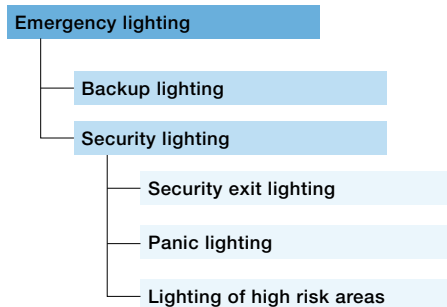 Emergency lighting
Backup lighting
Security lighting
Security exit lighting
Panic lighting
Lighting of high risk areas